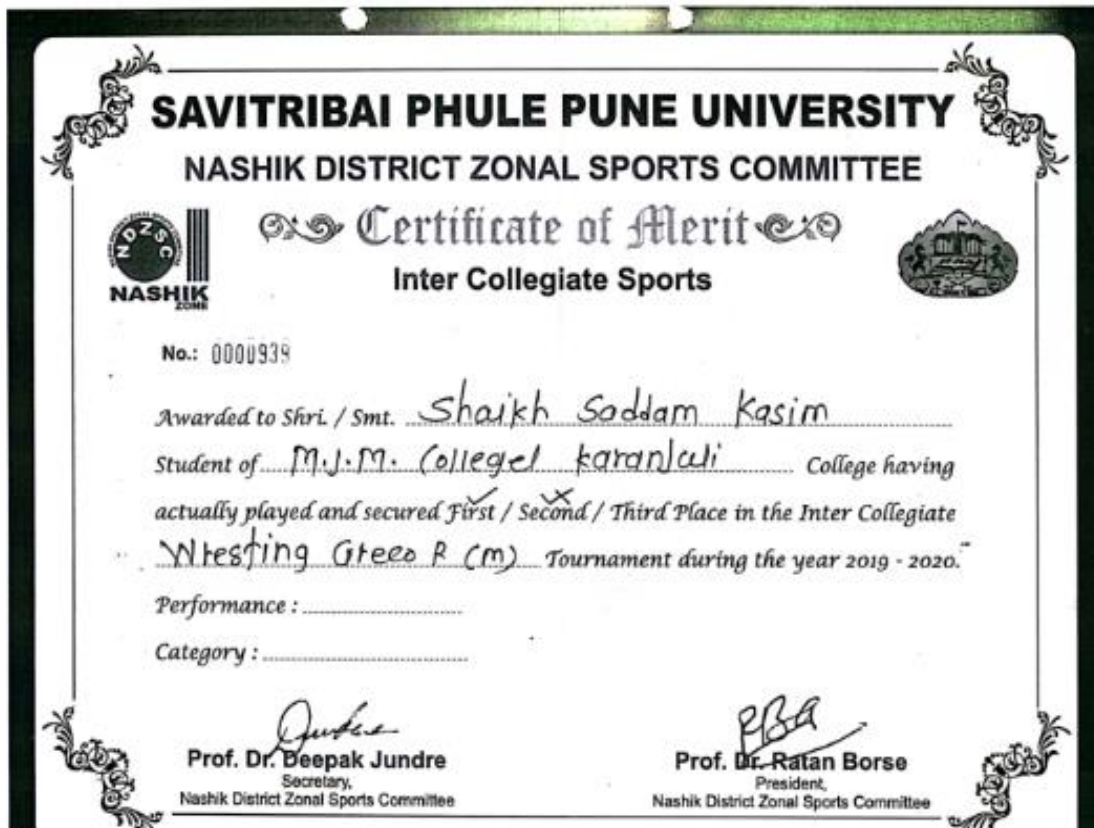 SAVITRIBAI PHULE PUNE UNIVERSITY
NASHIK DISTRICT ZONAL SPORTS COMMITTEE
Certificate of Merit
Inter Collegiate Sports
NDZSC
NASHIK
ZONE
No.: 0000939
Awarded to Shri. / Smt. Shaikh Saddam Kasim
Student of M.J.M. College Karanjali College having
actually played and secured First / Second / Third Place in the Inter Collegiate
Wresting Greeo R (m) Tournament during the year 2019 - 2020.
Performance :
Category :
Prof. Dr. Deepak Jundre
Secretary,
Nashik District Zonal Sports Committee
Prof. Dr. Ratan Borse
President,
Nashik District Zonal Sports Committee